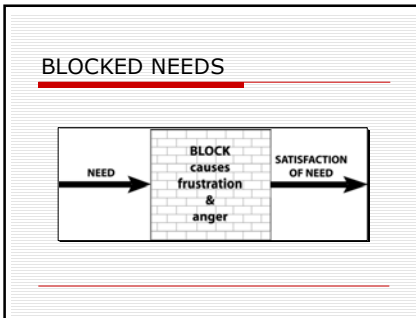 BLOCKED NEEDS
NEED
BLOCK
causes
frustration
&
anger
SATISFACTION
OF NEED